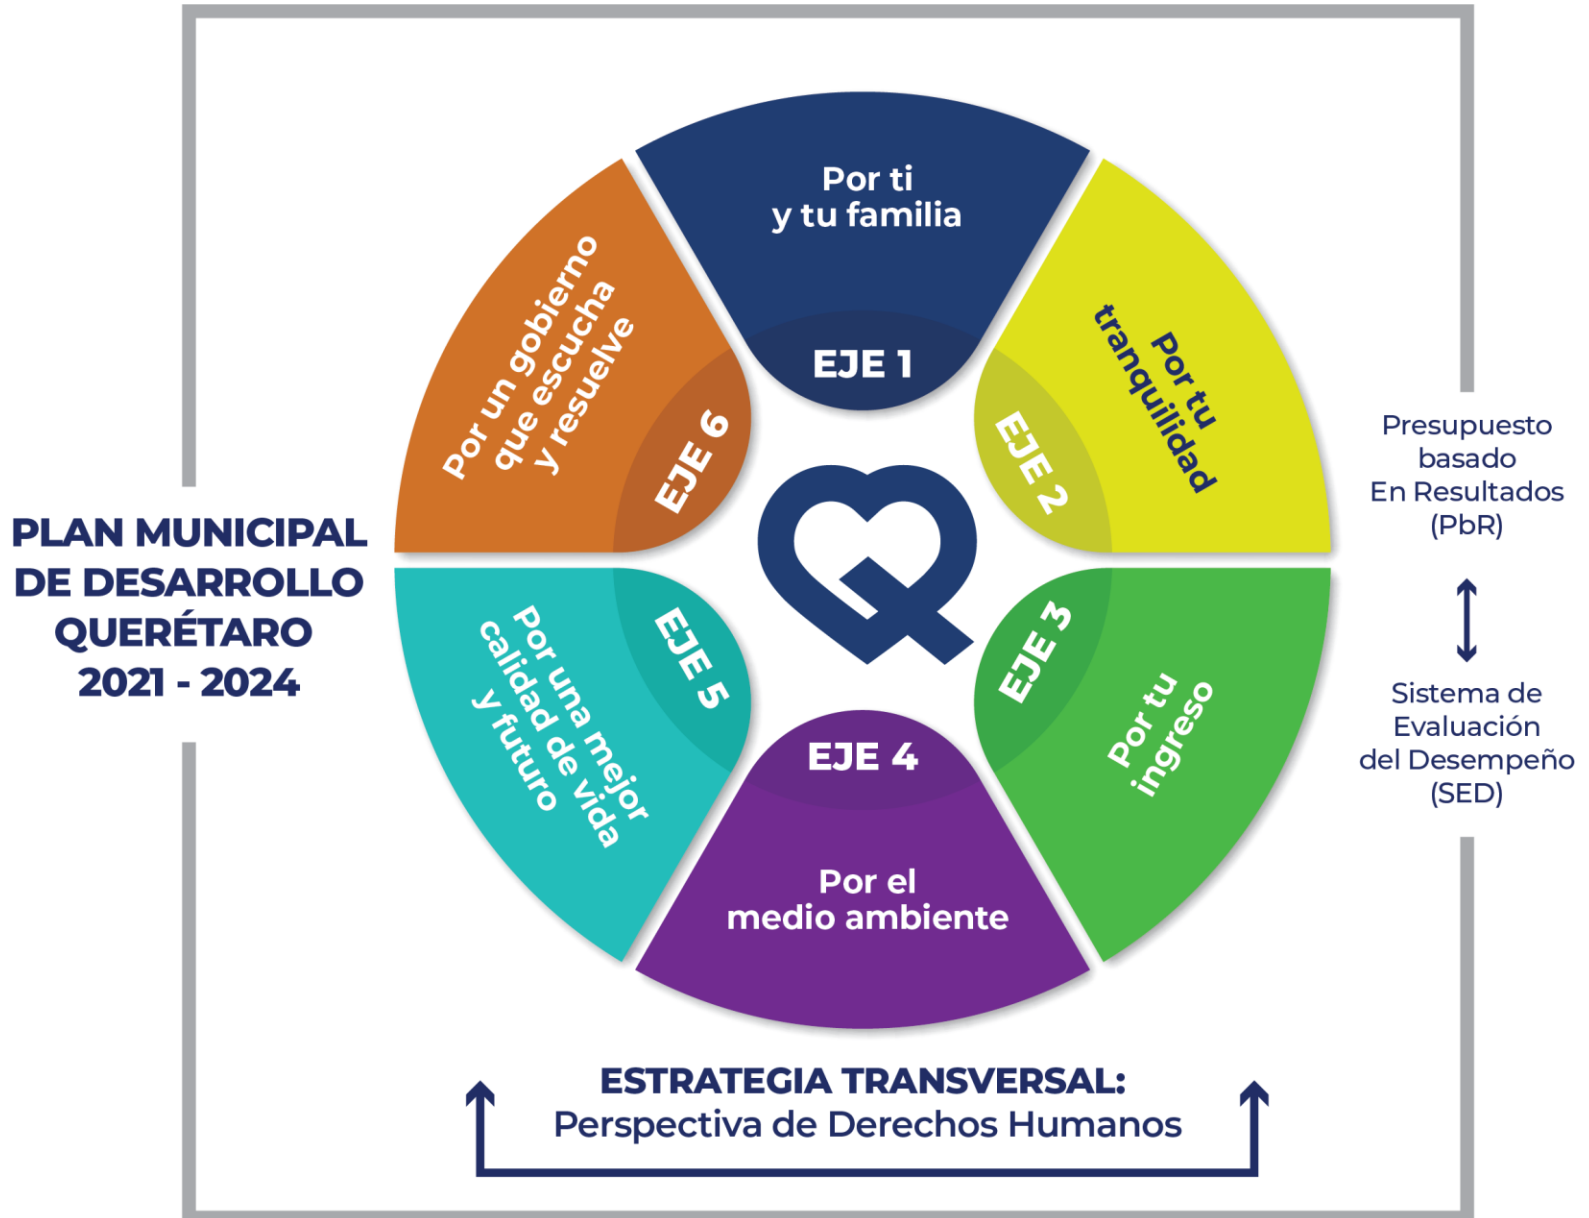 PLAN MUNICIPAL
DE DESARROLLO
QUERÉTARO
2021 - 2024
Por ti
y tu familia
EJE 1
Por tu
tranquilidad
EJE 2
Por tu
ingreso
EJE 3
Por el
medio ambiente
EJE 4
Por una mejor
calidad de vida
y futuro
EJE 5
Por un gobierno
que escucha
y resuelve
EJE 6
Presupuesto
basado
En Resultados
(PbR)
Sistema de
Evaluación
del Desempeño
(SED)
ESTRATEGIA TRANSVERSAL:
Perspectiva de Derechos Humanos